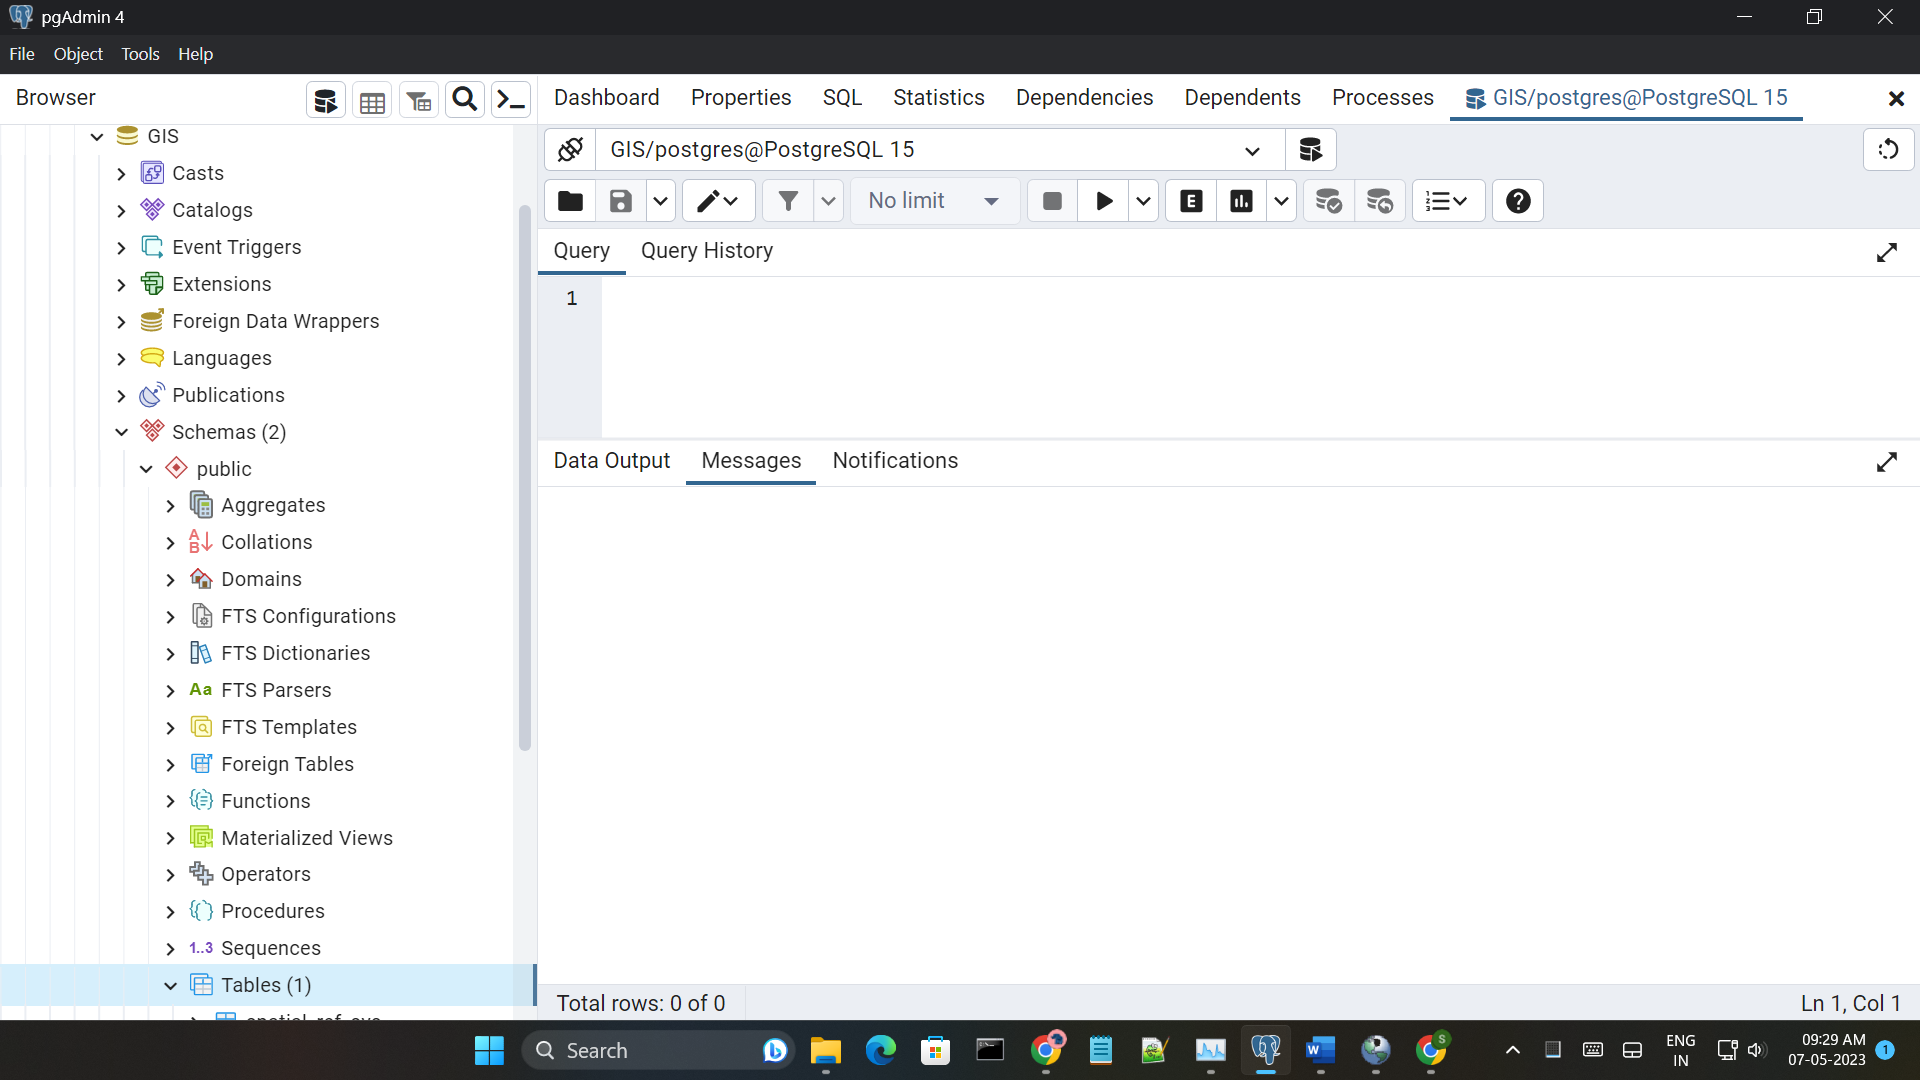 pgAdmin 4
File Object Tools Help
Browser
Dashboard Properties SQL Statistics Dependencies Dependents Processes GIS/postgres@PostgreSQL 15
GIS
Casts
Catalogs
Event Triggers
Extensions
Foreign Data Wrappers
Languages
Publications
Schemas (2)
public
Aggregates
Collations
Domains
FTS Configurations
FTS Dictionaries
Aa FTS Parsers
FTS Templates
Foreign Tables
Functions
Materialized Views
Operators
Procedures
1..3 Sequences
Tables (1)
GIS/postgres@PostgreSQL 15
No limit
E
Query Query History
1
Data Output Messages Notifications
Total rows: 0 of 0
Ln 1, Col 1
Search
ENG
IN
09:29 AM
07-05-2023
1